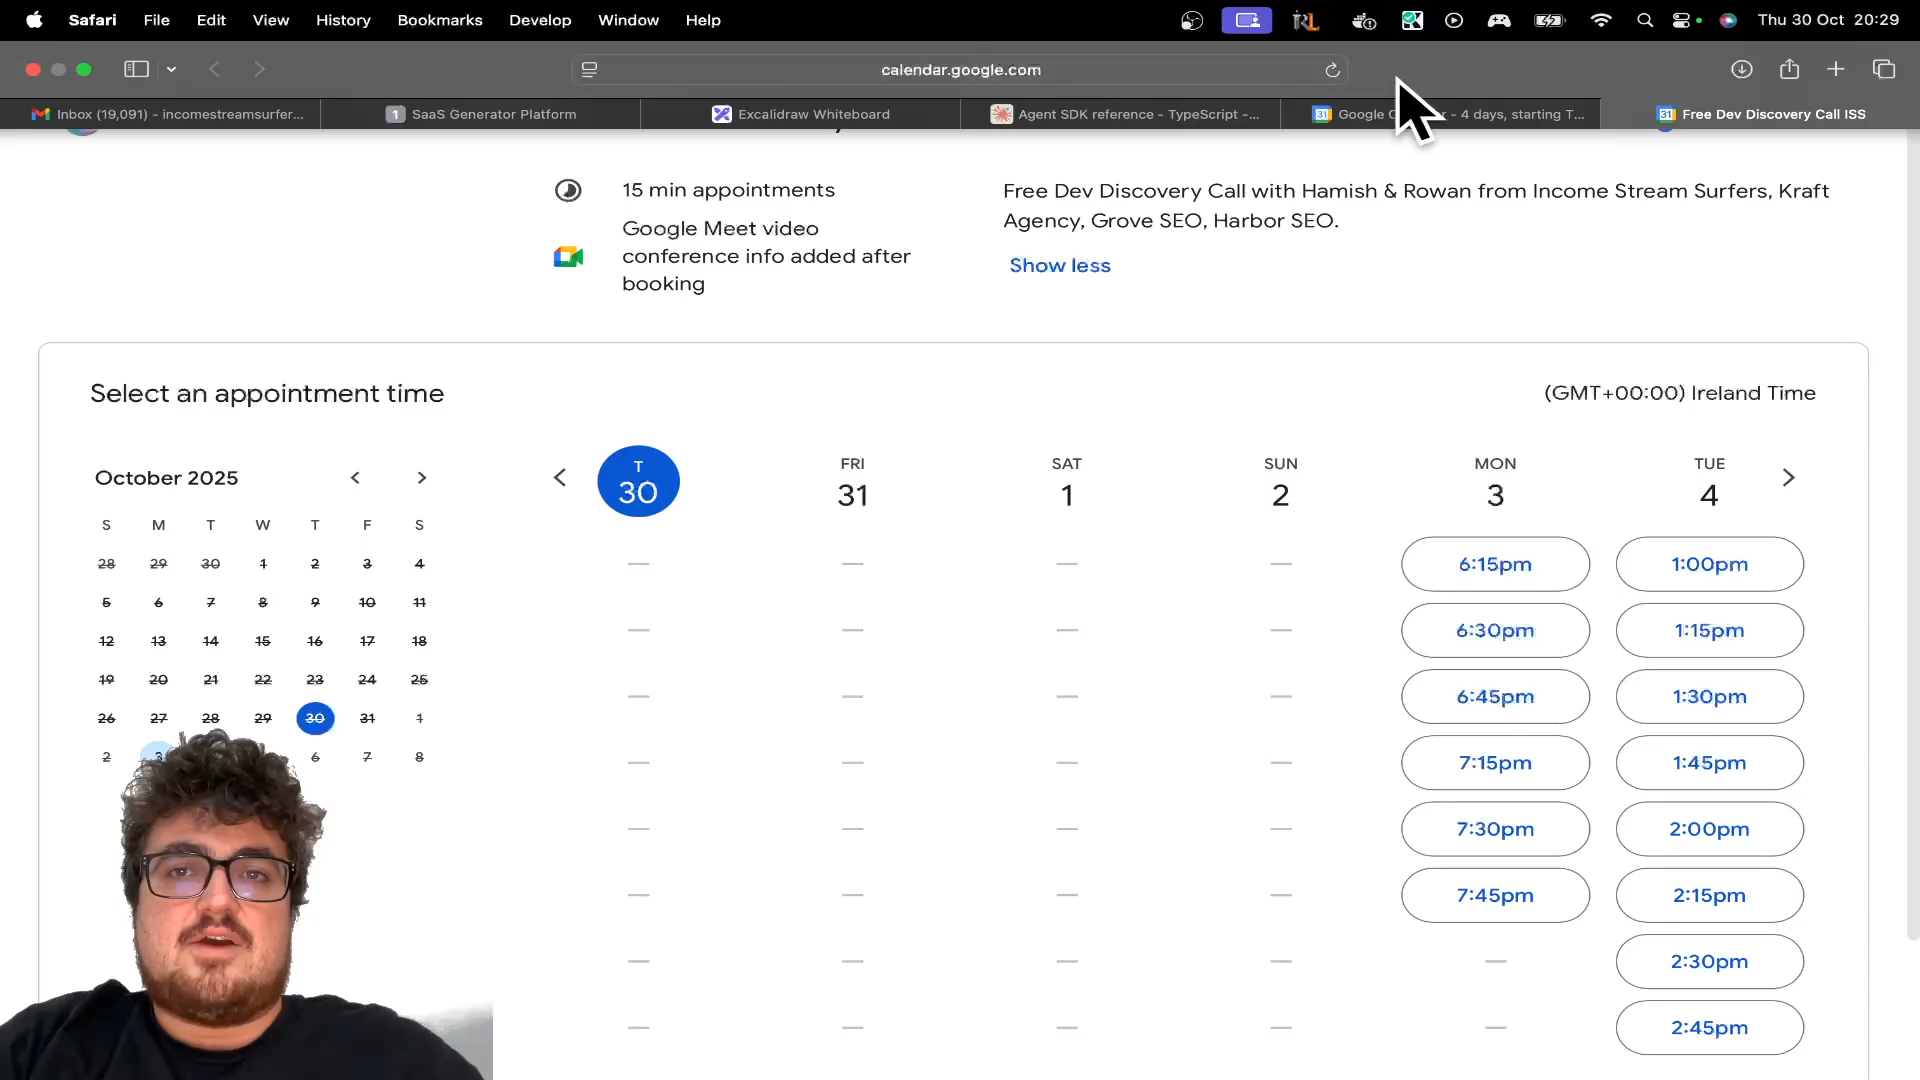 Safari File Edit View History Bookmarks Develop Window Help
RL
Thu 30 Oct 20:29
calendar.google.com
Inbox (19,091) - incomestreamsurfer...
1 SaaS Generator Platform
Excalidraw Whiteboard
Agent SDK reference - TypeScript -...
31 Google C r - 4 days, starting T...
31 Free Dev Discovery Call ISS
15 min appointments
Google Meet video
conference info added after
booking
Free Dev Discovery Call with Hamish & Rowan from Income Stream Surfers, Kraft
Agency, Grove SEO, Harbor SEO.
Show less
Select an appointment time
(GMT+00:00) Ireland Time
October 2025
S M T W T F S
28 29 30 1 2 3 4
5 6 7 8 9 10 11
12 13 14 15 16 17 18
19 20 21 22 23 24 25
26 27 28 29 30 31 1
2 3 6 7 8
T FRI SAT SUN MON TUE
30 31 1 2 3 4
6:15pm 1:00pm
6:30pm 1:15pm
6:45pm 1:30pm
7:15pm 1:45pm
7:30pm 2:00pm
7:45pm 2:15pm
2:30pm
2:45pm